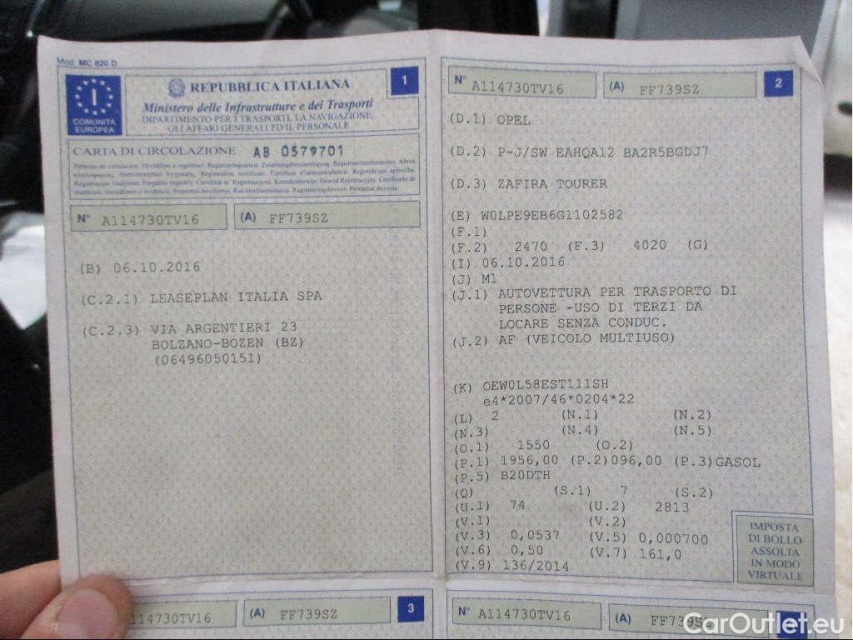 Mod. MC 820 D
I
COMUNITÀ
EUROPEA
REPUBBLICA ITALIANA
1
Ministero delle Infrastrutture e dei Trasporti
DIPARTIMENTO PER I TRASPORTI, LA NAVIGAZIONE,
GLI AFFARI GENERALI ED IL PERSONALE
CARTA DI CIRCOLAZIONE AB 0579701
N° A114730TV16 (A) FF739SZ
(B) 06.10.2016
(C.2.1) LEASEPLAN ITALIA SPA
(C.2.3) VIA ARGENTIERI 23
BOLZANO-BOZEN (BZ)
(06496050151)
N° A114730TV16 (A) FF739SZ 2
(D.1) OPEL
(D.2) P-J/SW EAHQA12 BA2R5BGDJ7
(D.3) ZAFIRA TOURER
(E) W0LPE9EB6G1102582
(F.1)
(F.2) 2470 (F.3) 4020 (G)
(I) 06.10.2016
(J) M1
(J.1) AUTOVETTURA PER TRASPORTO DI
PERSONE -USO DI TERZI DA
LOCARE SENZA CONDUC.
(J.2) AF (VEICOLO MULTIUSO)
(K) OEW0L58EST111SH
e4*2007/46*0204*22
(L) 2 (N.1) (N.2)
(N.3) (N.4) (N.5)
(O.1) 1550 (O.2)
(P.1) 1956,00 (P.2)096,00 (P.3)GASOL
(P.5) B20DTH
(Q) (S.1) 7 (S.2)
(U.1) 74 (U.2) 2813
(V.1) (V.2)
(V.3) 0,0537 (V.5) 0,000700
(V.6) 0,50 (V.7) 161,0
(V.9) 136/2014
IMPOSTA
DI BOLLO
ASSOLTA
IN MODO
VIRTUALE
114730TV16 (A) FF739SZ 3
N° A114730TV16 (A) FF739S
CarOutlet.eu